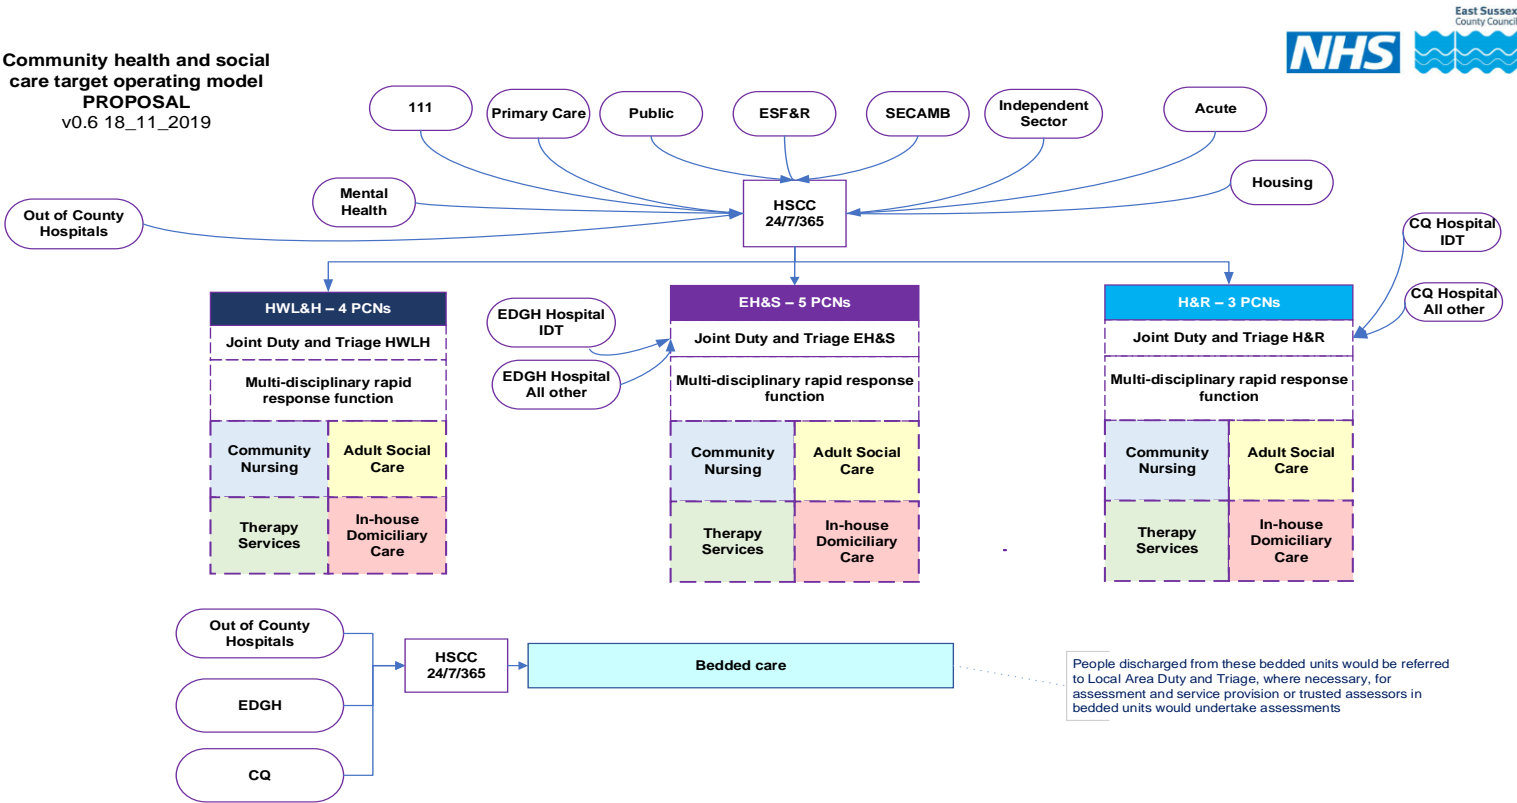 East Sussex
County Council
NHS
Community health and social
care target operating model
PROPOSAL
v0.6 18_11_2019
111
Primary Care
Public
ESF&R
SECAMB
Independent
Sector
Acute
Mental
Health
Housing
Out of County
Hospitals
HSCC
24/7/365
CQ Hospital
IDT
CQ Hospital
All other
HWL&H – 4 PCNs
Joint Duty and Triage HWLH
Multi-disciplinary rapid
response function
Community
Nursing
Adult Social
Care
Therapy
Services
In-house
Domiciliary
Care
EDGH Hospital
IDT
EDGH Hospital
All other
EH&S – 5 PCNs
Joint Duty and Triage EH&S
Multi-disciplinary rapid response
function
Community
Nursing
Adult Social
Care
Therapy
Services
In-house
Domiciliary
Care
H&R – 3 PCNs
Joint Duty and Triage H&R
Multi-disciplinary rapid response
function
Community
Nursing
Adult Social
Care
Therapy
Services
In-house
Domiciliary
Care
-
Out of County
Hospitals
EDGH
CQ
HSCC
24/7/365
Bedded care
People discharged from these bedded units would be referred
to Local Area Duty and Triage, where necessary, for
assessment and service provision or trusted assessors in
bedded units would undertake assessments